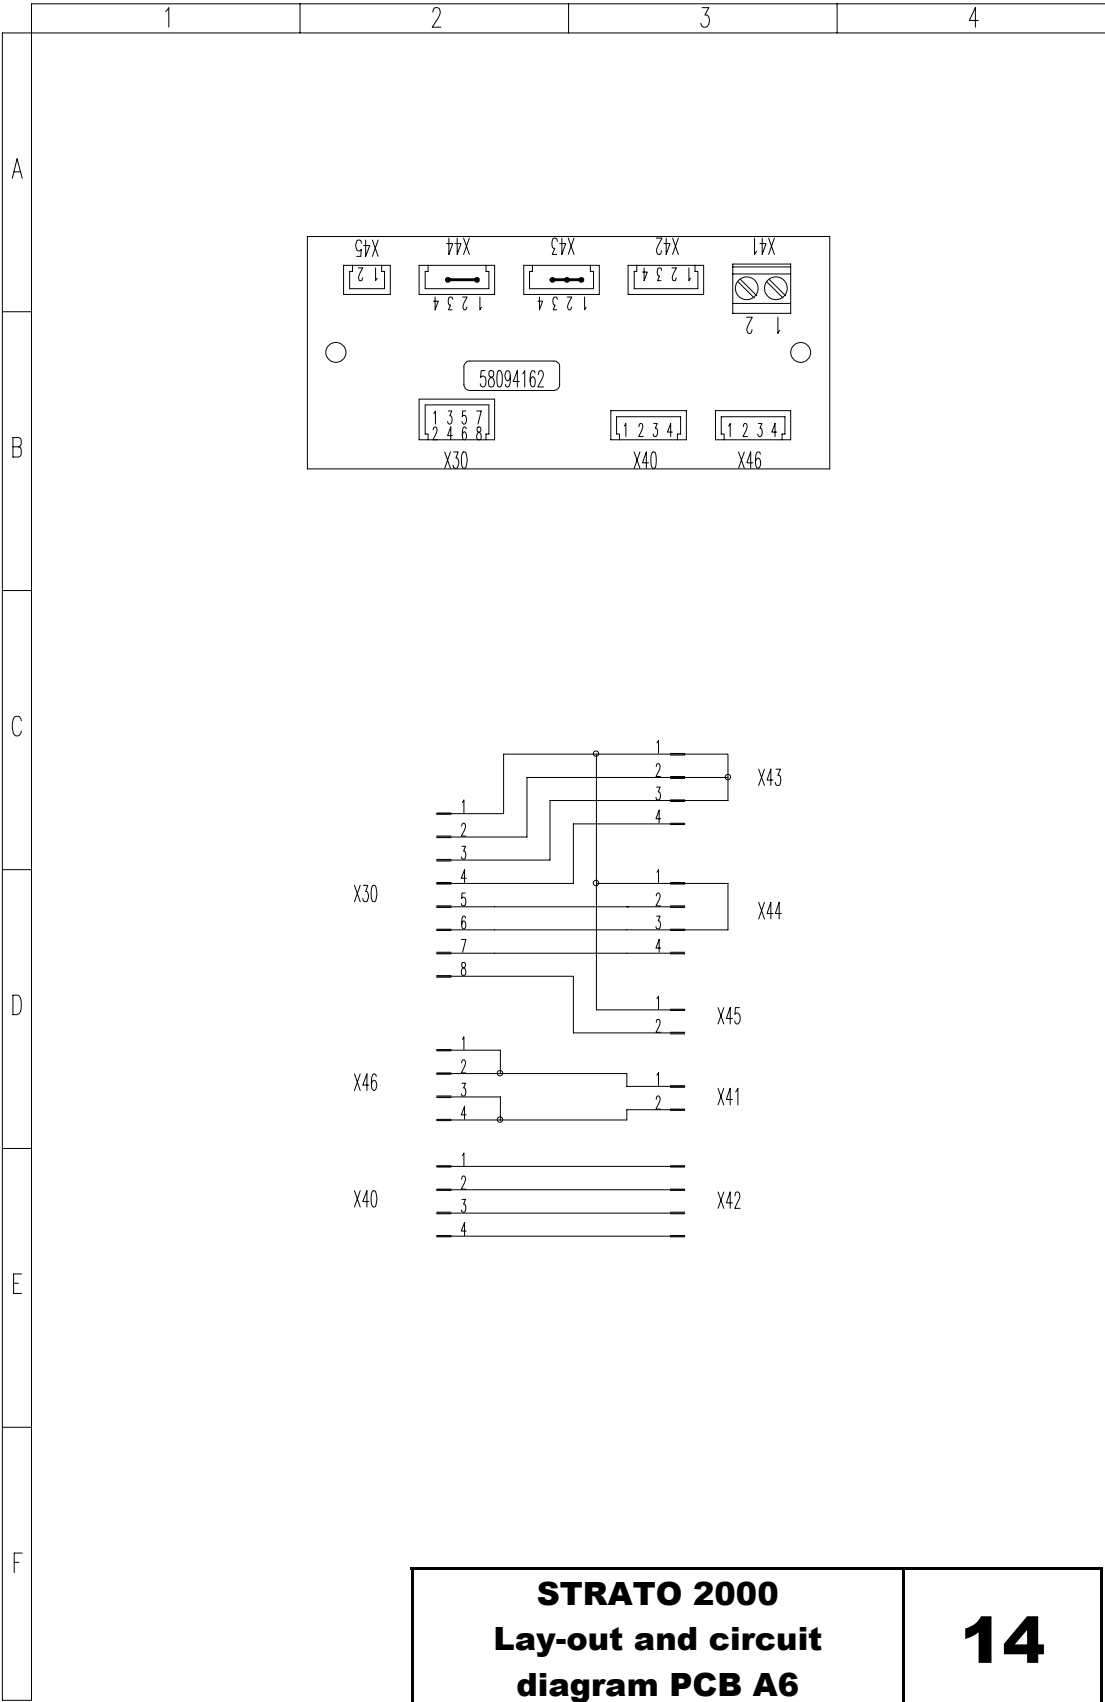 1 2 3 4
A
X45 X44 X43 X42 X41
2 1 4 3 2 1
4 3 2 1 4 3 2 1
2 1
58094162
B
1 3 5 7
2 4 6 8
1 2 3 4 1 2 3 4
X30 X40 X46
C
1
2 X43
3
4
1
2
3
4
5
6
7
8
X30
1
2 X44
3
4
D
1 X45
2
1
2
3
4
X46
1 X41
2
1
2
3
4
X40 X42
E
F
STRATO 2000
Lay-out and circuit
diagram PCB A6
14